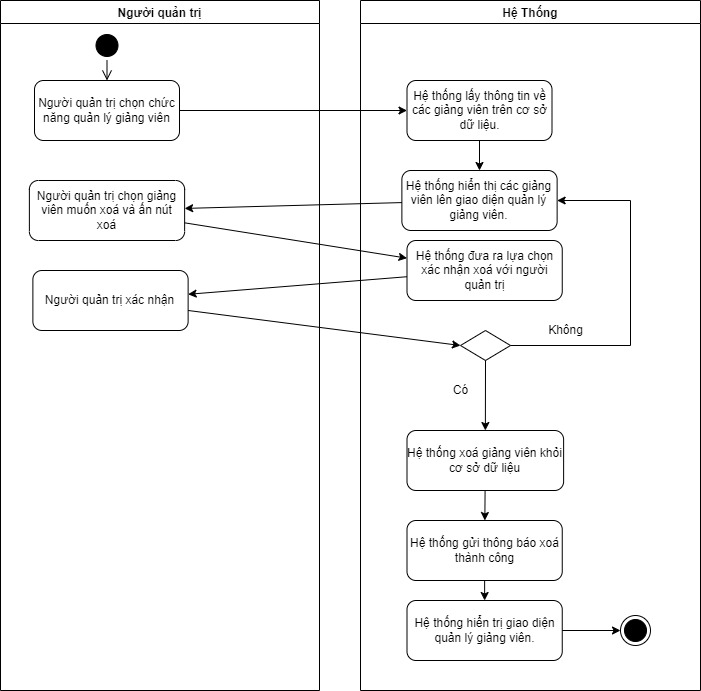 Người quản trị
Hệ Thống
Người quản trị chọn chức
năng quản lý giảng viên
Hệ thống lấy thông tin về
các giảng viên trên cơ sở
dữ liệu.
Người quản trị chọn giảng
viên muốn xoá và ấn nút
xoá
Hệ thống hiển thị các giảng
viên lên giao diện quản lý
giảng viên.
Hệ thống đưa ra lựa chọn
xác nhận xoá với người
quản trị
Người quản trị xác nhận
Không
Có
Hệ thống xoá giảng viên khỏi
cơ sở dữ liệu
Hệ thống gửi thông báo xoá
thành công
Hệ thống hiển trị giao diện
quản lý giảng viên.